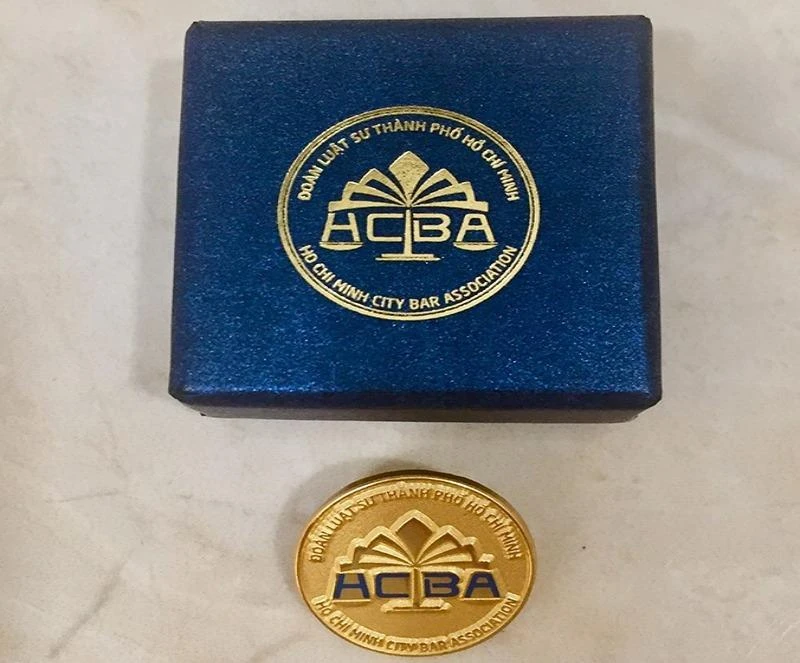 ĐOÀN LUẬT SƯ THÀNH PHỐ HỒ CHÍ MINH
HCBA
HO CHI MINH CITY BAR ASSOCIATION
ĐOÀN LUẬT SƯ THÀNH PHỐ HỒ CHÍ MINH
HCBA
HO CHI MINH CITY BAR ASSOCIATION